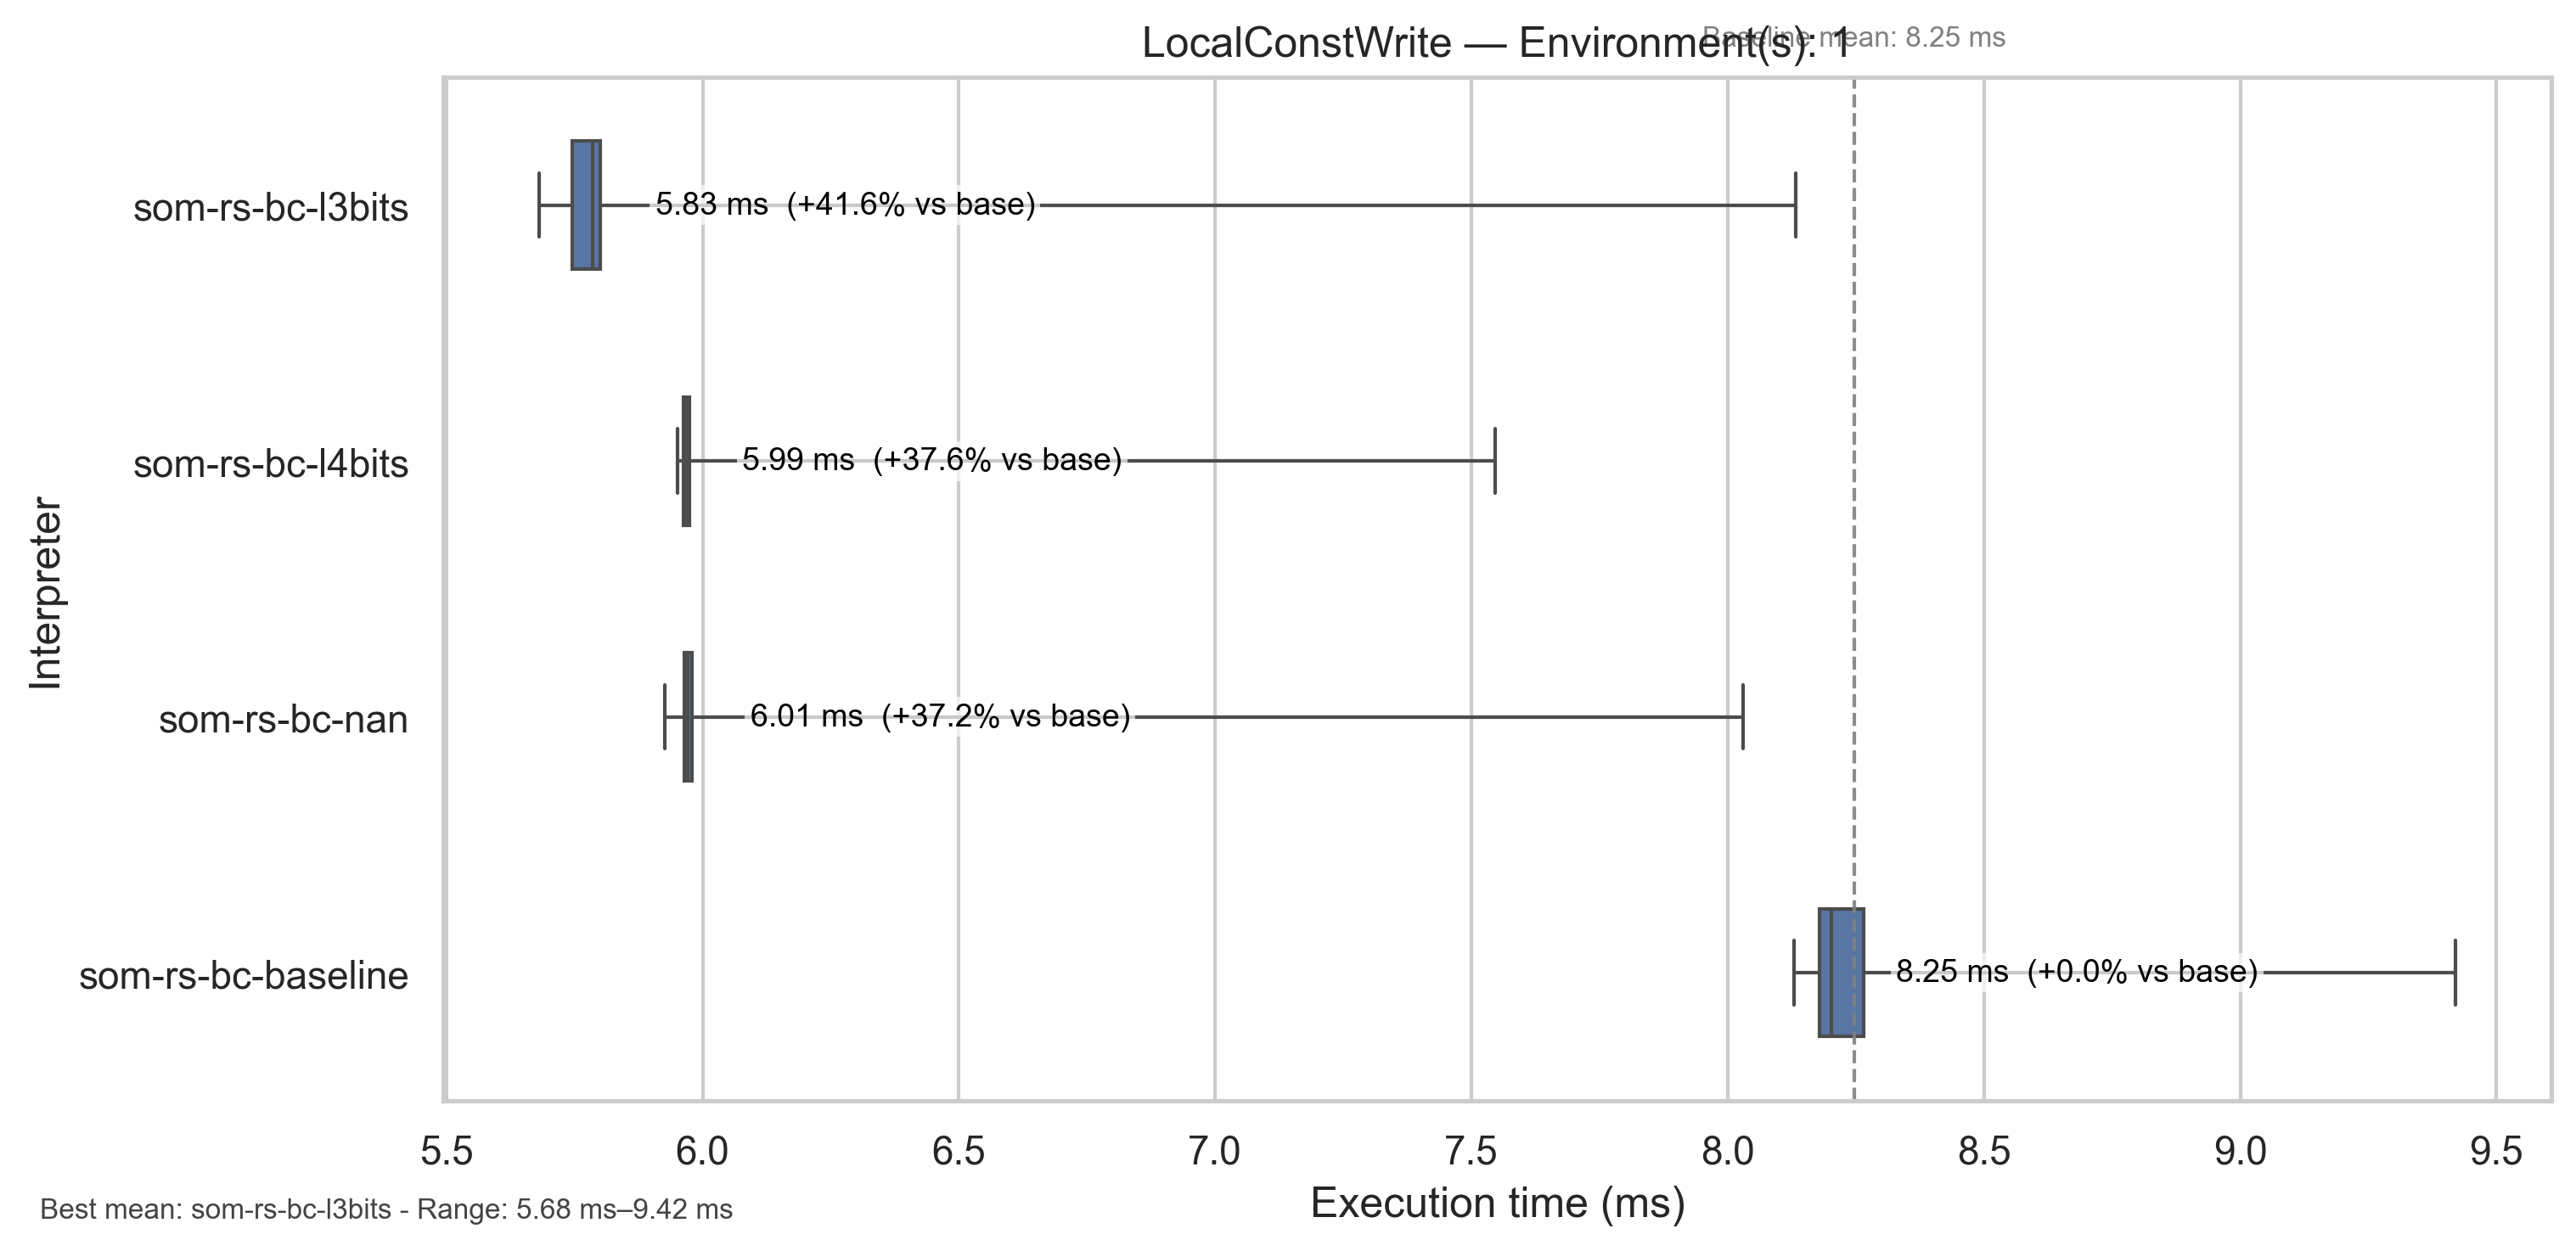 LocalConstWrite — Environment(s): 1
Baseline mean: 8.25 ms
Interpreter
som-rs-bc-l3bits
5.83 ms (+41.6% vs base)
som-rs-bc-l4bits
5.99 ms (+37.6% vs base)
som-rs-bc-nan
6.01 ms (+37.2% vs base)
som-rs-bc-baseline
8.25 ms (+0.0% vs base)
5.5 6.0 6.5 7.0 7.5 8.0 8.5 9.0 9.5
Execution time (ms)
Best mean: som-rs-bc-l3bits - Range: 5.68 ms–9.42 ms